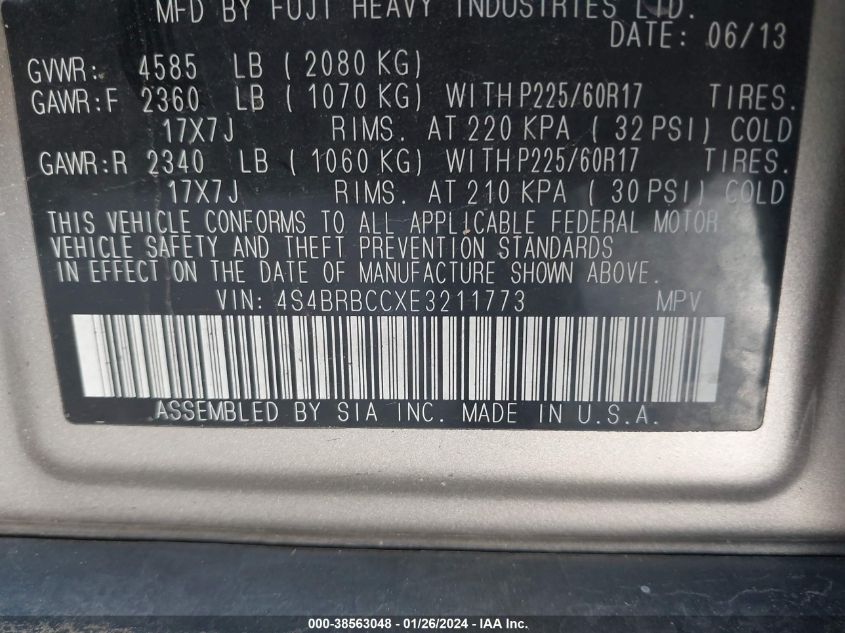 MFD BY FUJI HEAVY INDUSTRIES LTD.
DATE: 06/13
GVWR: 4585 LB ( 2080 KG)
GAWR:F 2360 LB ( 1070 KG) WITH P225/60R17 TIRES.
17X7J RIMS. AT 220 KPA ( 32 PSI) COLD
GAWR:R 2340 LB ( 1060 KG) WITH P225/60R17 TIRES.
17X7J RIMS. AT 210 KPA ( 30 PSI) COLD
THIS VEHICLE CONFORMS TO ALL APPLICABLE FEDERAL MOTOR
VEHICLE SAFETY AND THEFT PREVENTION STANDARDS
IN EFFECT ON THE DATE OF MANUFACTURE SHOWN ABOVE.
VIN: 4S4BRBCCXE3211773 MPV
ASSEMBLED BY SIA INC. MADE IN U.S.A.
000-38563048 - 01/26/2024 - IAA Inc.